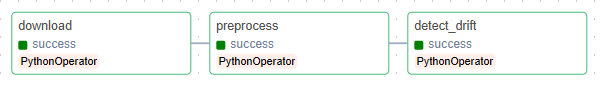 download
success
PythonOperator
preprocess
success
PythonOperator
detect_drift
success
PythonOperator